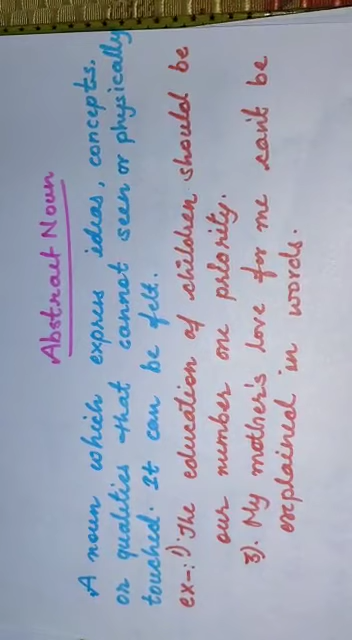 Abstract Noun
A noun which express ideas, concepts,
or qualities that cannot seen or physically
touched. It can be felt.
ex-:1) The education of children should be
our number one priority.
3). My mother's love for me can't be
explained in words.